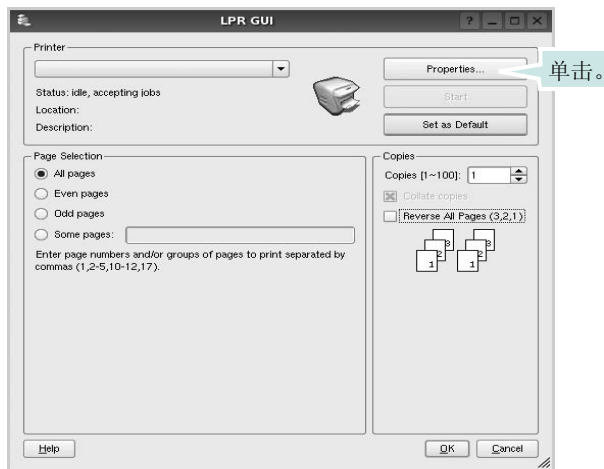 LPR GUI
Printer
Properties...
单击。
Status: idle, accepting jobs
Start
Location:
Description:
Set as Default
Page Selection
All pages
Even pages
Odd pages
Some pages:
Enter page numbers and/or groups of pages to print separated by
commas (1,2-5,10-12,17).
Copies
Copies [1~100]: 1
Collate copies
Reverse All Pages (3,2,1)
3 3
2 2
1 1
Help
OK
Cancel